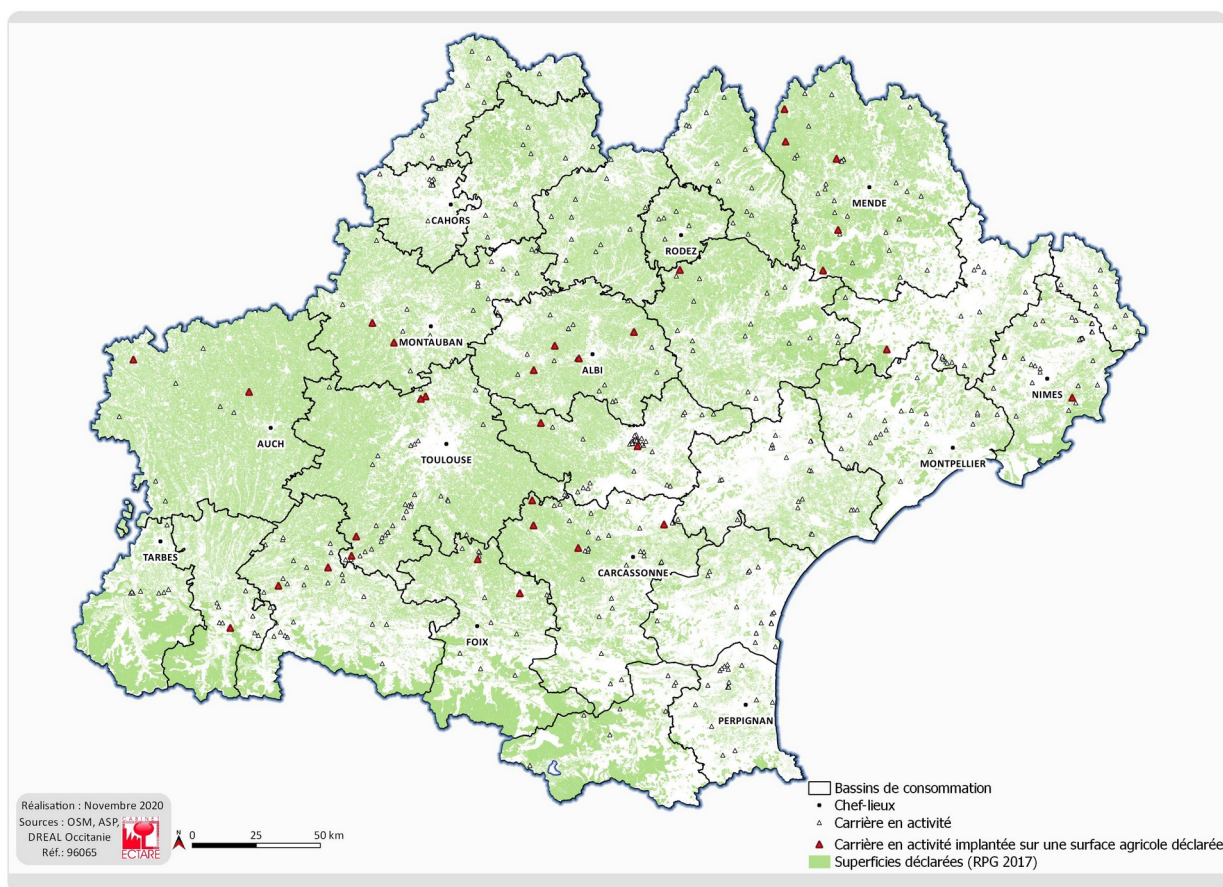 MENDE
CAHORS
RODEZ
MONTAUBAN
ALBI
NIMES
AUCH
TOULOUSE
MONTPELLIER
TARBES
CARCASSONNE
FOIX
PERPIGNAN
Bassins de consommation
Chef-lieux
Carrière en activité
Carrière en activité implantée sur une surface agricole déclarée
Superficies déclarées (RPG 2017)
Réalisation : Novembre 2020
Sources : OSM, ASP,
DREAL Occitanie
Réf.: 96065
CABINET
ECTARE
N
0 25 50 km